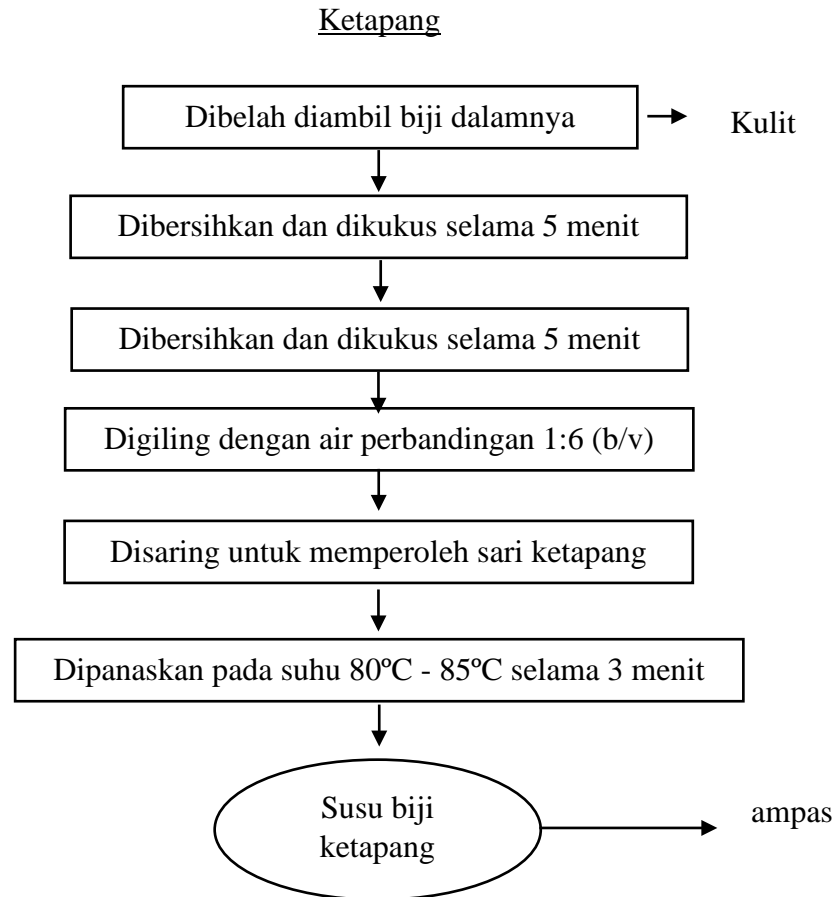 Ketapang
Dibelah diambil biji dalamnya
Kulit
Dibersihkan dan dikukus selama 5 menit
Dibersihkan dan dikukus selama 5 menit
Digiling dengan air perbandingan 1:6 (b/v)
Disaring untuk memperoleh sari ketapang
Dipanaskan pada suhu 80ºC - 85ºC selama 3 menit
Susu biji
ketapang
ampas